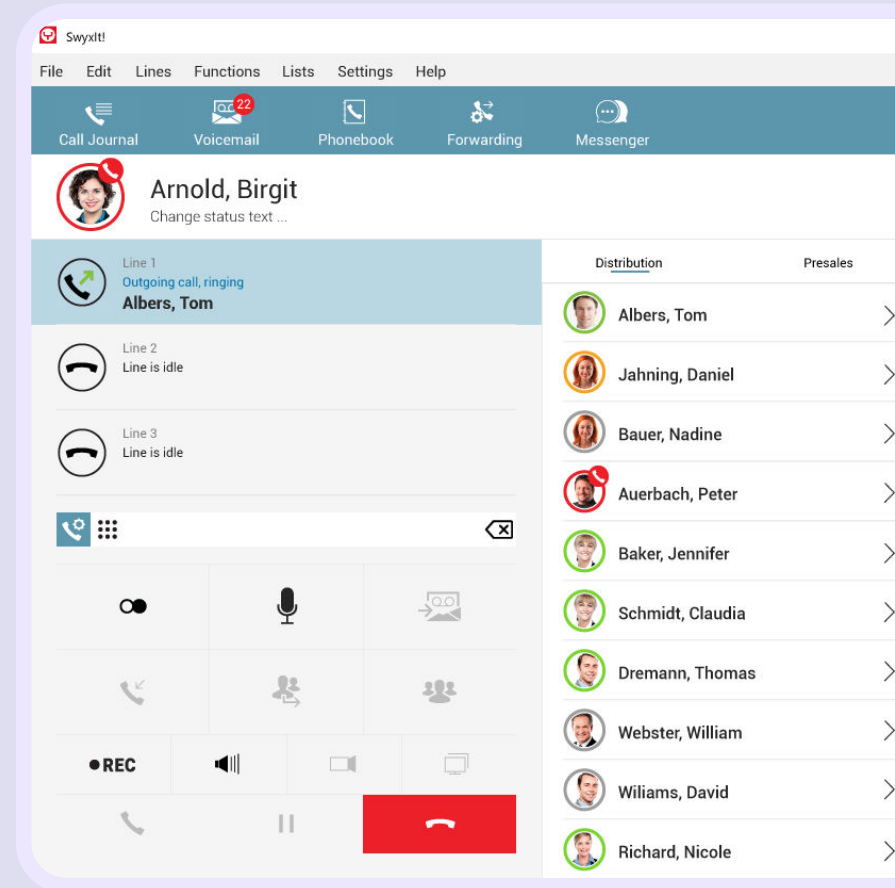 SwyxIt!
File Edit Lines Functions Lists Settings Help
22
Call Journal Voicemail Phonebook Forwarding Messenger
Arnold, Birgit
Change status text ...
Line 1
Outgoing call, ringing
Albers, Tom
Line 2
Line is idle
Line 3
Line is idle
REC
Distribution Presales
Albers, Tom
Jahning, Daniel
Bauer, Nadine
Auerbach, Peter
Baker, Jennifer
Schmidt, Claudia
Dremann, Thomas
Webster, William
Wiliams, David
Richard, Nicole